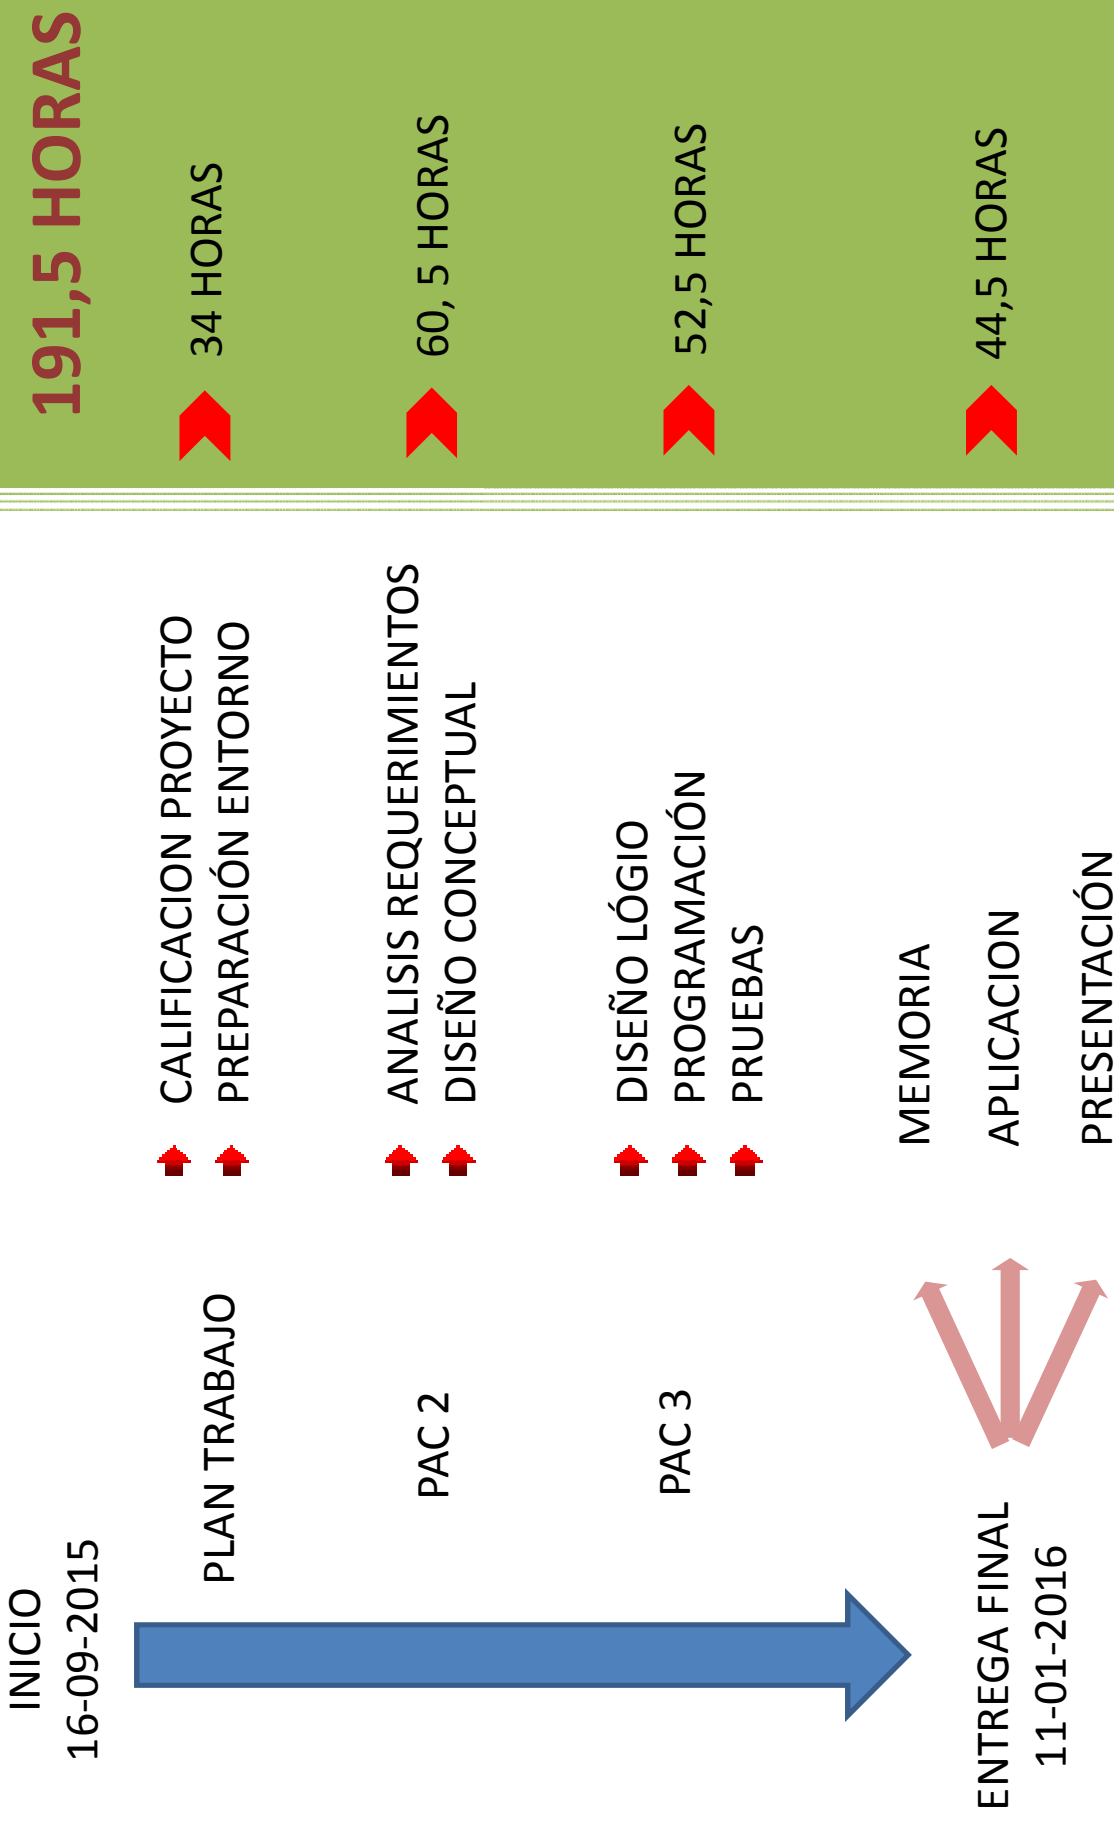 INICIO
16-09-2015
191,5 HORAS
PLAN TRABAJO
CALIFICACION PROYECTO
PREPARACIÓN ENTORNO
34 HORAS
PAC 2
ANALISIS REQUERIMIENTOS
DISEÑO CONCEPTUAL
60, 5 HORAS
PAC 3
DISEÑO LÓGIO
PROGRAMACIÓN
PRUEBAS
52,5 HORAS
ENTREGA FINAL
11-01-2016
MEMORIA
APLICACION
PRESENTACIÓN
44,5 HORAS